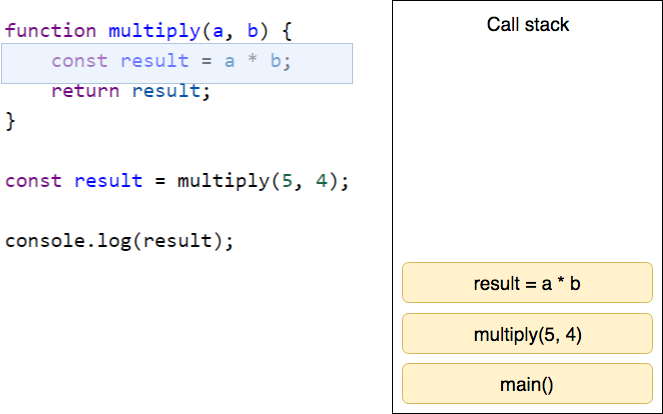 function multiply(a, b) {
    const result = a * b;
    return result;
}
const result = multiply(5, 4);
console.log(result);
Call stack
result = a * b
multiply(5, 4)
main()